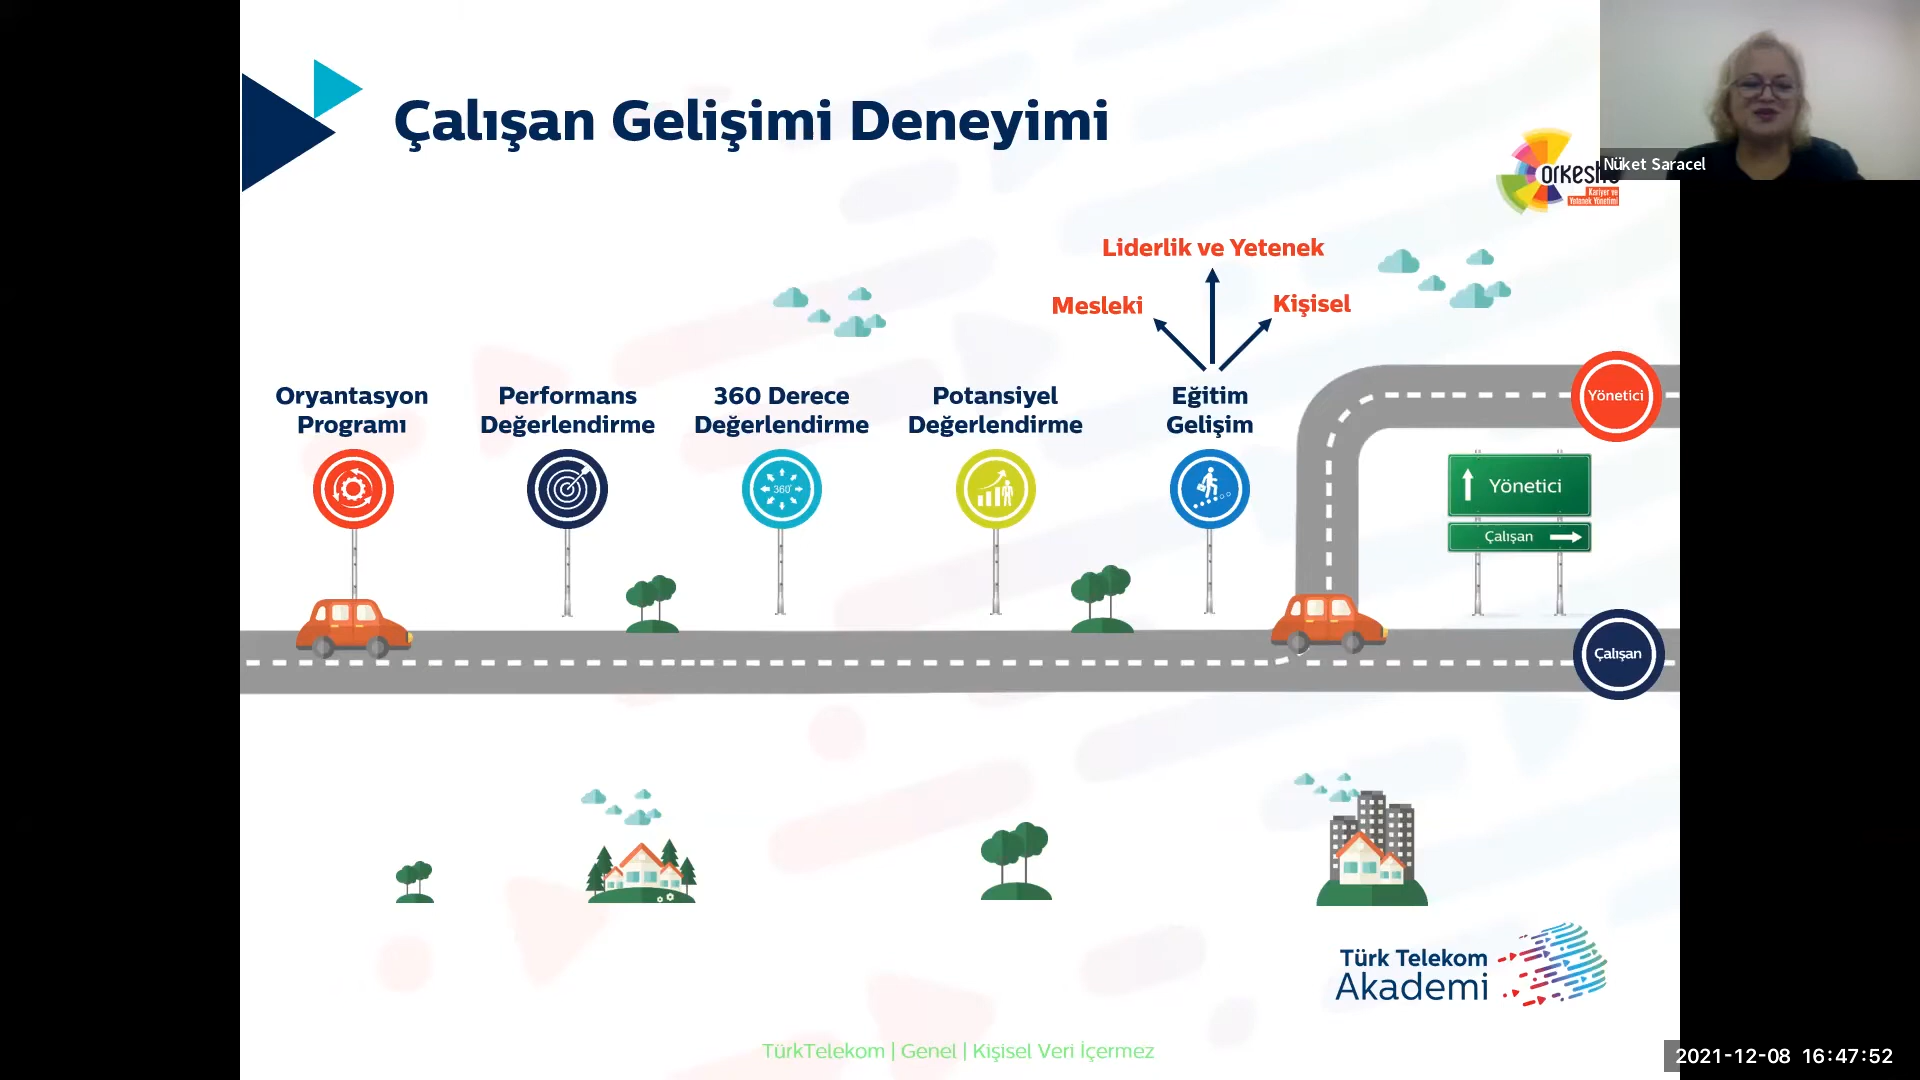 Çalışan Gelişimi Deneyimi
Nüket Saracel
orkestr
Kariyer ve
Yetenek Yönetimi
Liderlik ve Yetenek
Mesleki
Kişisel
Oryantasyon
Programı
Performans
Değerlendirme
360 Derece
Değerlendirme
Potansiyel
Değerlendirme
Eğitim
Gelişim
360°
Yönetici
Yönetici
Çalışan
Çalışan
Türk Telekom
Akademi
TürkTelekom | Genel | Kişisel Veri İçermez
2021-12-08 16:47:52